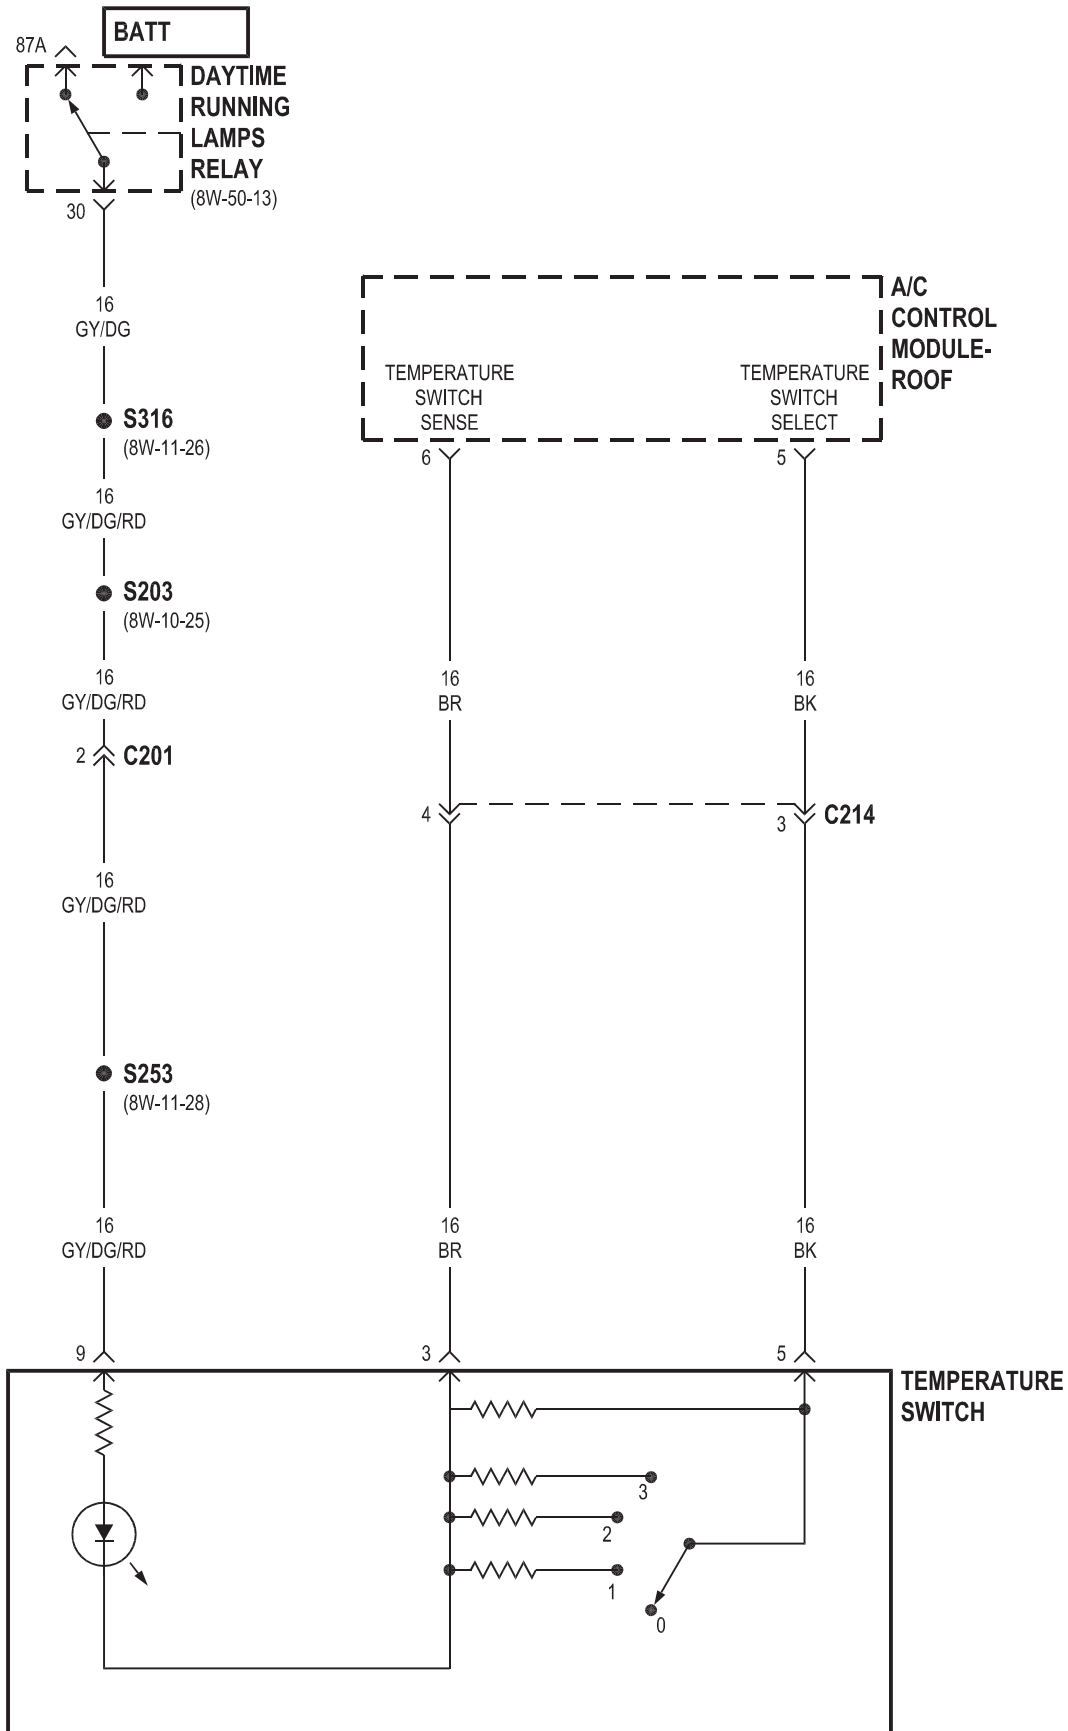 BATT
87A
DAYTIME
RUNNING
LAMPS
RELAY
(8W-50-13)
30
16
GY/DG
S316
(8W-11-26)
16
GY/DG/RD
S203
(8W-10-25)
16
GY/DG/RD
2
C201
16
GY/DG/RD
S253
(8W-11-28)
16
GY/DG/RD
9
A/C
CONTROL
MODULE-
ROOF
TEMPERATURE
SWITCH
SENSE
6
16
BR
4
16
BR
3
TEMPERATURE
SWITCH
SELECT
5
16
BK
3
C214
16
BK
5
TEMPERATURE
SWITCH
3
2
1
0